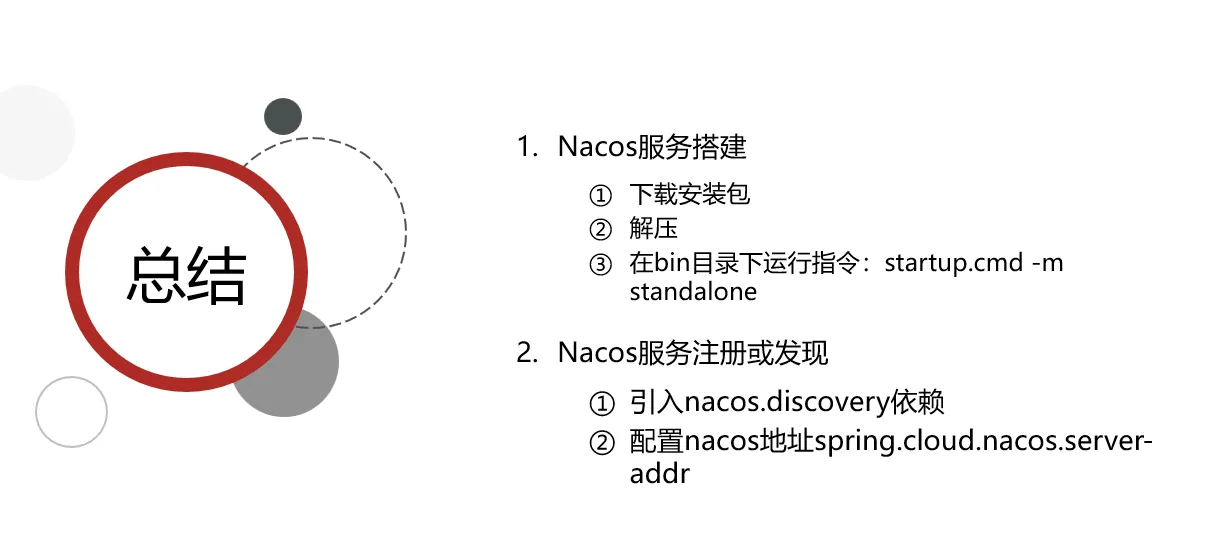 总结
1. Nacos服务搭建
① 下载安装包
② 解压
③ 在bin目录下运行指令：startup.cmd -m
standalone
2. Nacos服务注册或发现
① 引入nacos.discovery依赖
② 配置nacos地址spring.cloud.nacos.server-
addr